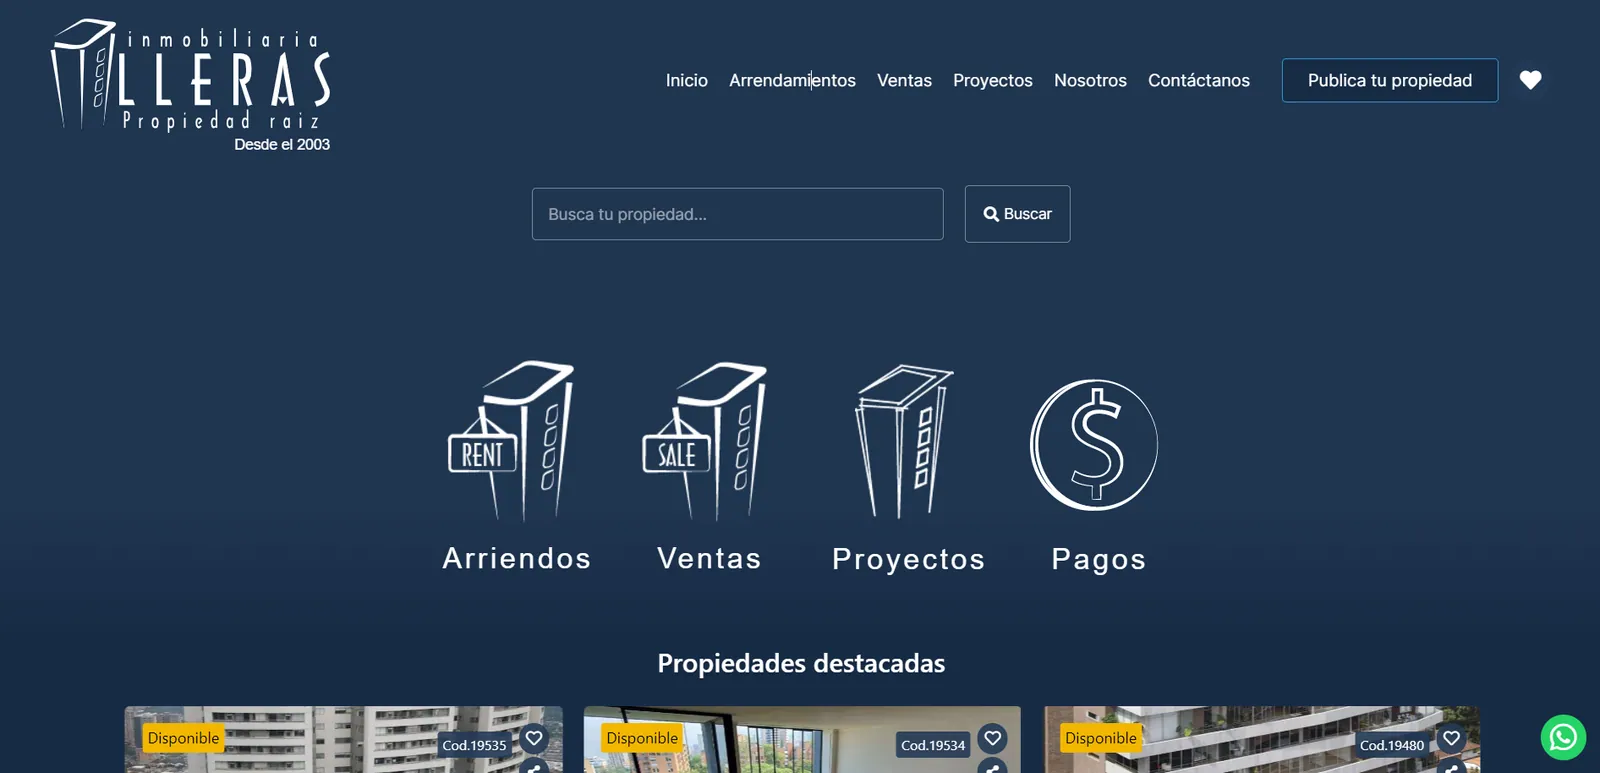 inmobiliaria
LLERAS
Propiedad raiz
Desde el 2003
Inicio Arrendamientos Ventas Proyectos Nosotros Contáctanos Publica tu propiedad
Busca tu propiedad... Buscar
RENT SALE
Arriendos Ventas Proyectos Pagos
Propiedades destacadas
Disponible Cod.19535 Disponible Cod.19534 Disponible Cod.19480